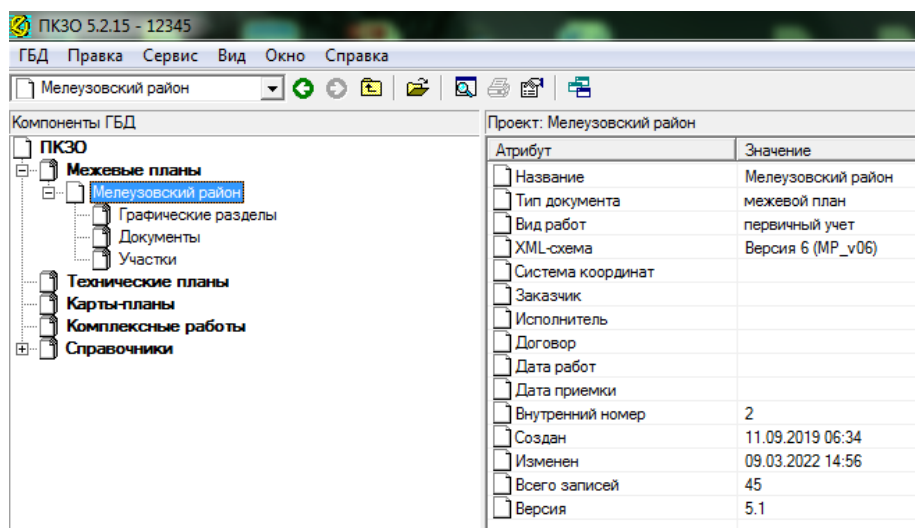 ПКЗО 5.2.15 - 12345
ГБД Правка Сервис Вид Окно Справка
Мелеузовский район
Компоненты ГБД
ПКЗО
Межевые планы
Мелеузовский район
Графические разделы
Документы
Участки
Технические планы
Карты-планы
Комплексные работы
Справочники
Проект: Мелеузовский район
Атрибут Значение
Название Мелеузовский район
Тип документа межевой план
Вид работ первичный учет
XML-схема Версия 6 (MP_v06)
Система координат
Заказчик
Исполнитель
Договор
Дата работ
Дата приемки
Внутренний номер 2
Создан 11.09.2019 06:34
Изменен 09.03.2022 14:56
Всего записей 45
Версия 5.1